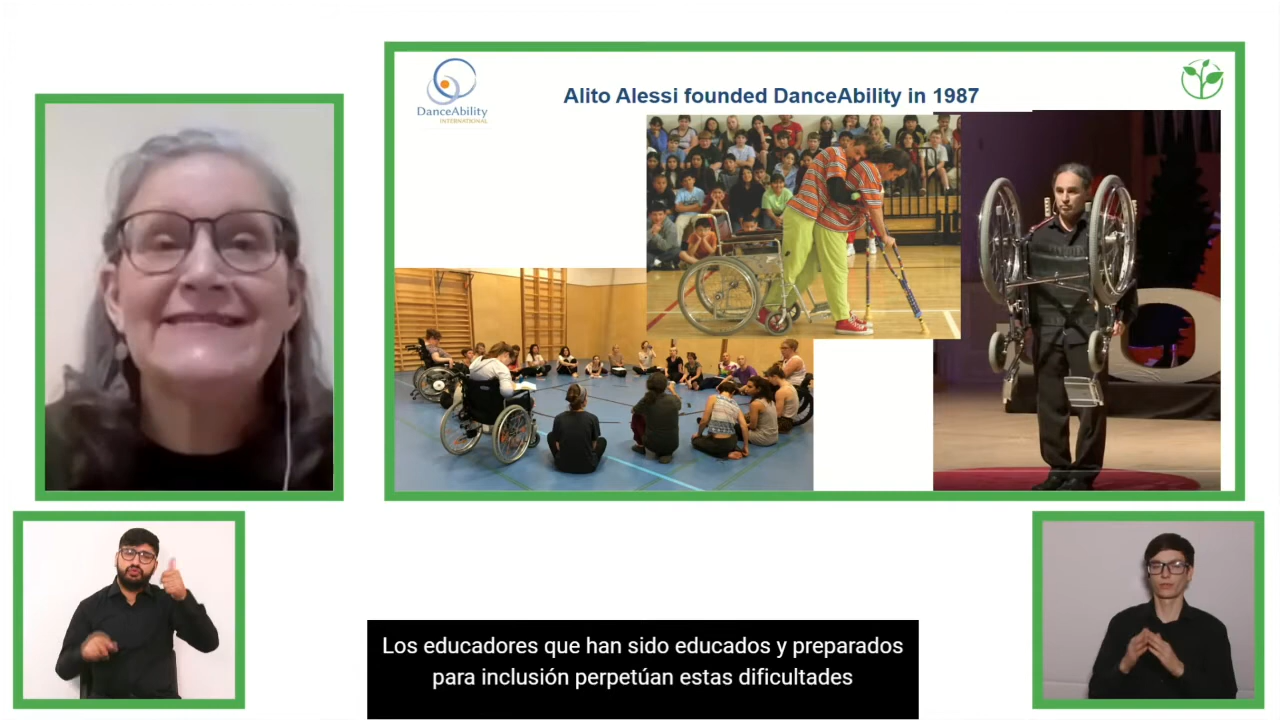 DanceAbility
INTERNATIONAL
Alito Alessi founded DanceAbility in 1987
Los educadores que han sido educados y preparados
para inclusión perpetúan estas dificultades